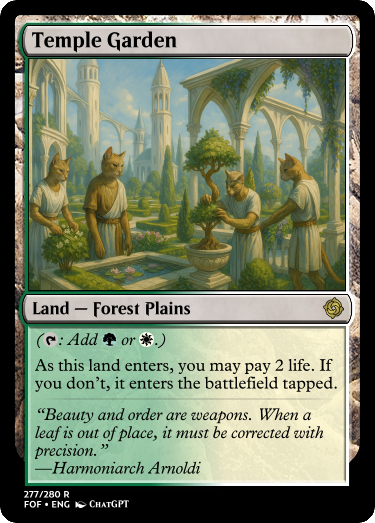 Temple Garden
Land — Forest Plains
(: Add or .)
As this land enters, you may pay 2 life. If
you don't, it enters the battlefield tapped.
“Beauty and order are weapons. When a
leaf is out of place, it must be corrected with
precision.”
—Harmoniarch Arnoldi
277/280 R
FOF • ENG ChatGPT